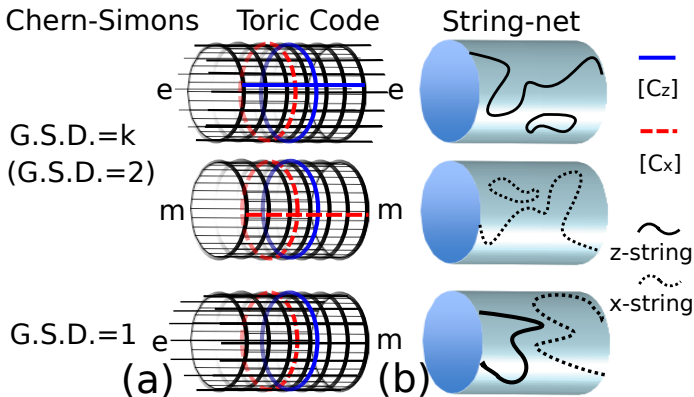 Chern-Simons Toric Code String-net
e e
[Cz]
G.S.D.=k
(G.S.D.=2)
[Cx]
m m
z-string
x-string
G.S.D.=1
e m
(a) (b)